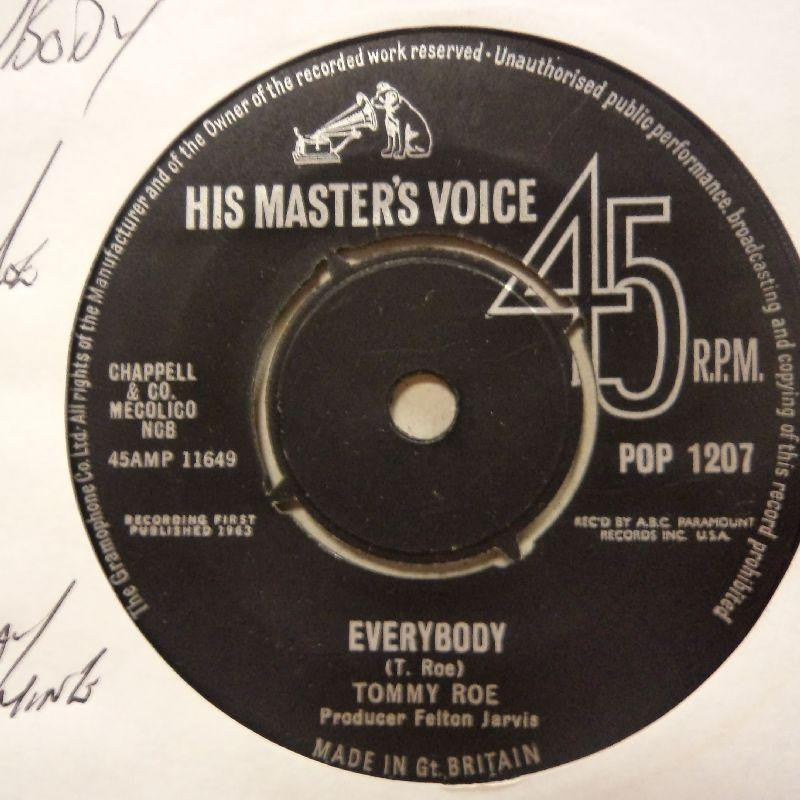 BODY
The Gramophone Co. Ltd. All rights of the Manufacturer and of the Owner of the recorded work reserved · Unauthorised public performance, broadcasting and copying of this record prohibited
HIS MASTER'S VOICE
45
R.P.M.
CHAPPELL
& CO.
MECOLICO
NCB
45AMP 11649
POP 1207
RECORDING FIRST
PUBLISHED 1963
REC'D BY A.B.C. PARAMOUNT
RECORDS INC. U.S.A.
EVERYBODY
(T. Roe)
TOMMY ROE
Producer Felton Jarvis
MADE IN Gt. BRITAIN